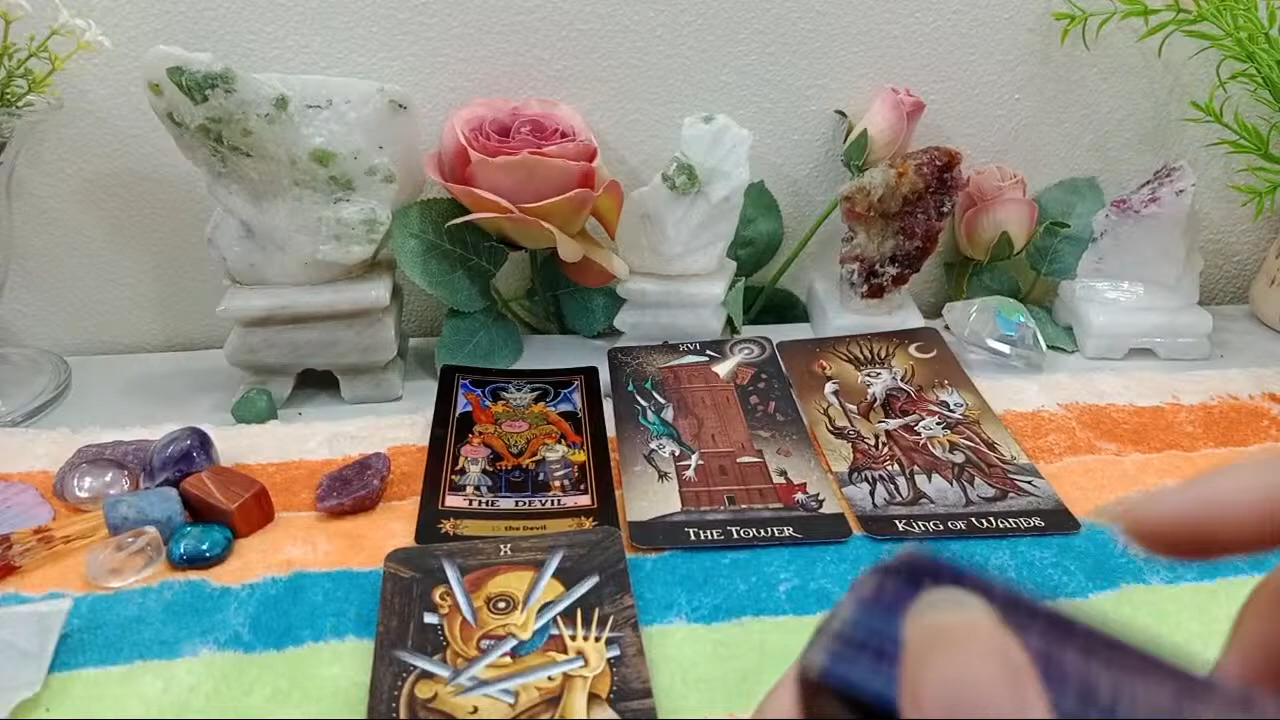 THE DEVIL
15 the Devil
XVI
THE TOWER
KING OF WANDS
X